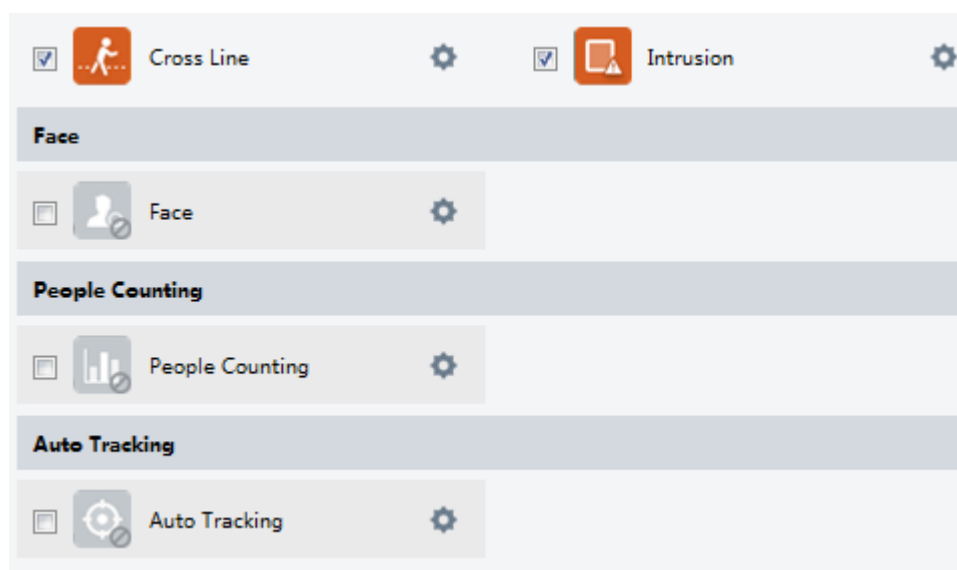 Cross Line Intrusion
Face
Face
People Counting
People Counting
Auto Tracking
Auto Tracking